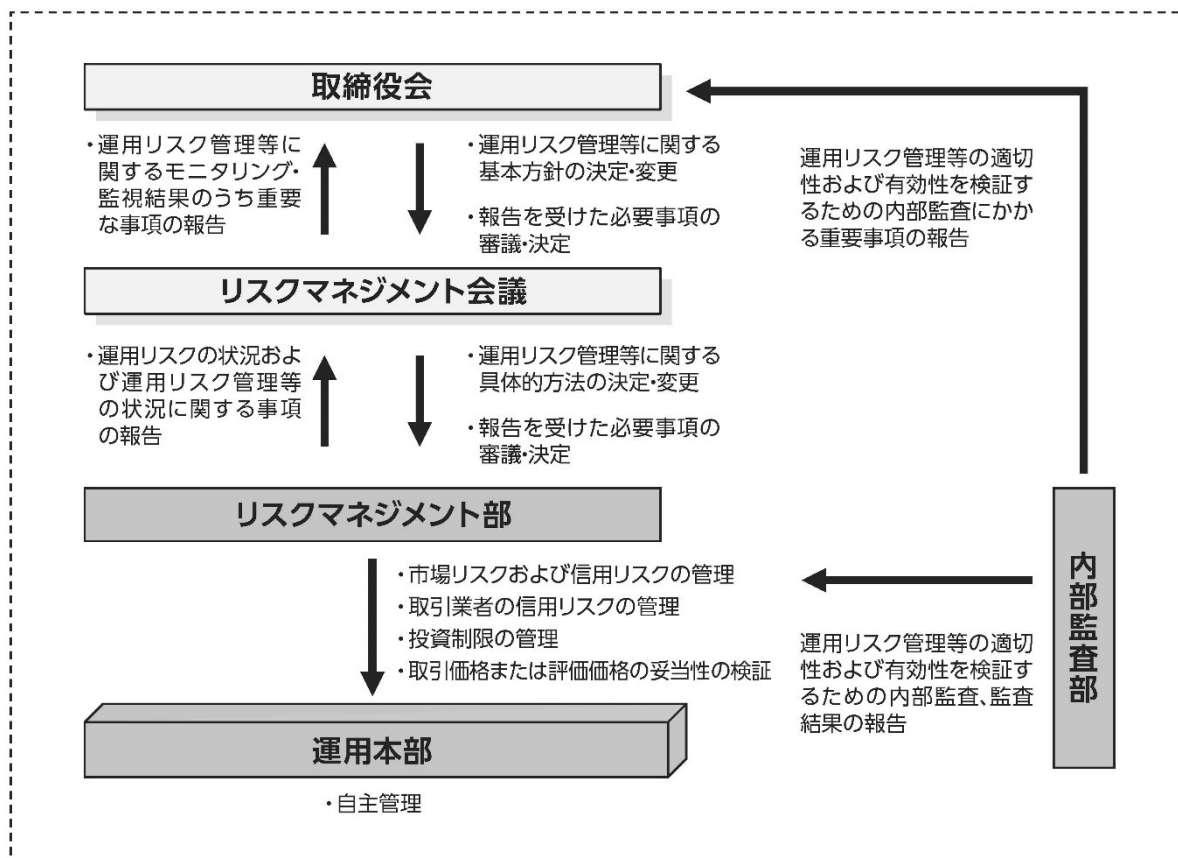 取締役会
・運用リスク管理等に
関するモニタリング・
監視結果のうち重要
な事項の報告
・運用リスク管理等に関する
基本方針の決定・変更
・報告を受けた必要事項の
審議・決定
運用リスク管理等の適切
性および有効性を検証す
るための内部監査にかか
る重要事項の報告
リスクマネジメント会議
・運用リスクの状況およ
び運用リスク管理等
の状況に関する事項
の報告
・運用リスク管理等に関する
具体的方法の決定・変更
・報告を受けた必要事項の
審議・決定
リスクマネジメント部
・市場リスクおよび信用リスクの管理
・取引業者の信用リスクの管理
・投資制限の管理
・取引価格または評価価格の妥当性の検証
内部監査部
運用リスク管理等の適切
性および有効性を検証す
るための内部監査、監査
結果の報告
運用本部
・自主管理